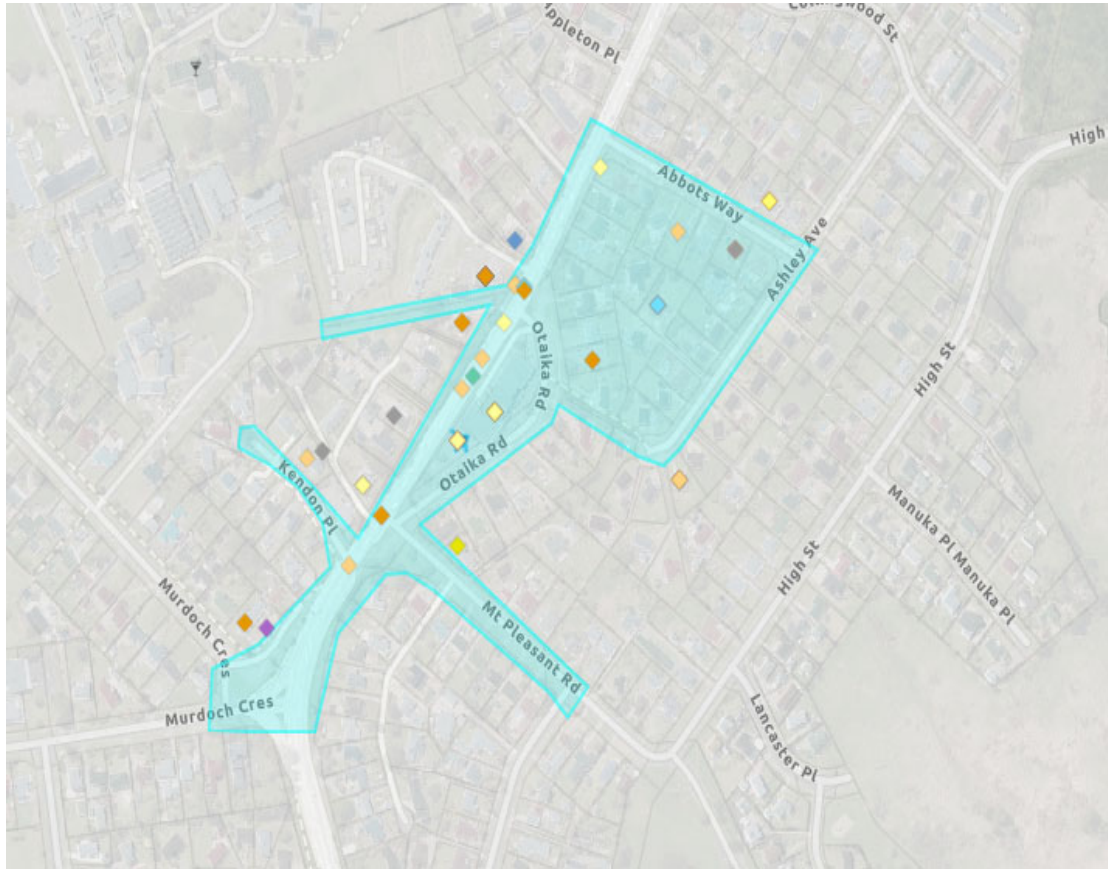 Collingwood St
Appleton Pl
High
Abbots Way
Ashley Ave
Otaika Rd
High St
Otaika Rd
Kendon Pl
Manuka Pl Manuka Pl
High St
Murdoch Cres
Mt Pleasant Rd
Murdoch Cres
Lancaster Pl